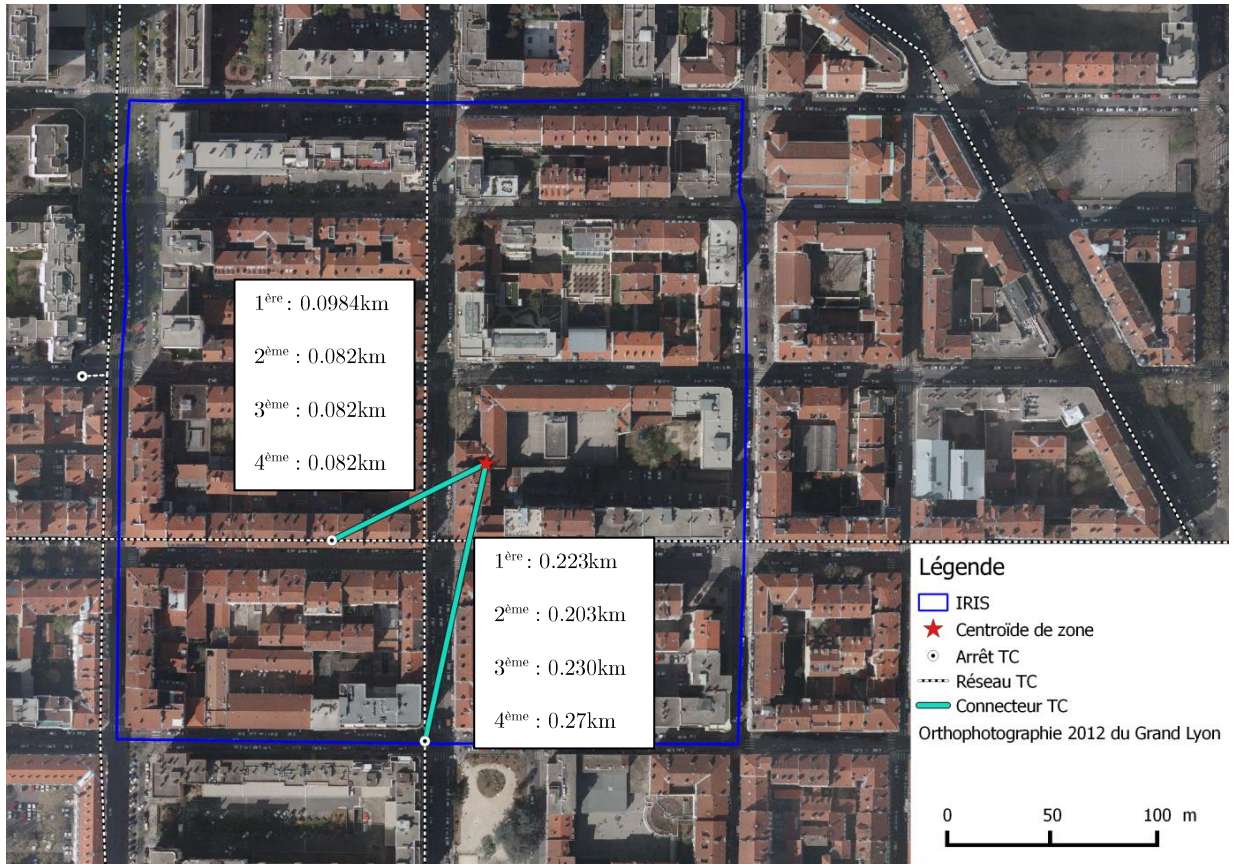 1ère : 0.0984km
2ème : 0.082km
3ème : 0.082km
4ème : 0.082km
1ère : 0.223km
2ème : 0.203km
3ème : 0.230km
4ème : 0.27km
Légende
IRIS
Centroïde de zone
Arrêt TC
Réseau TC
Connecteur TC
Orthophotographie 2012 du Grand Lyon
0 50 100 m